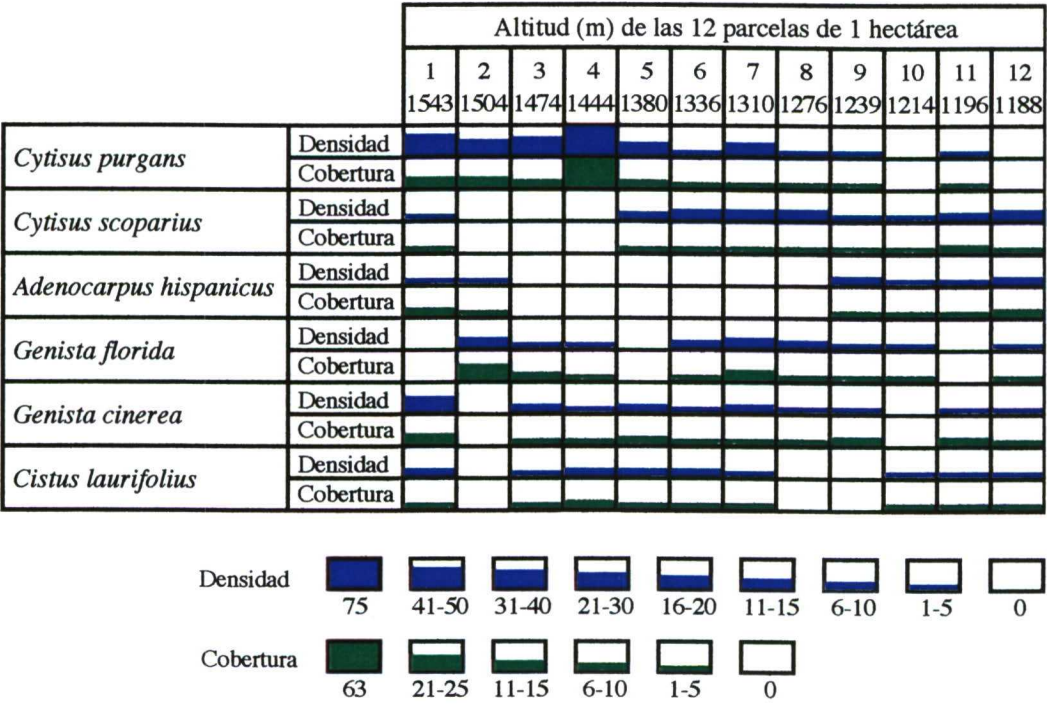 Altitud (m) de las 12 parcelas de 1 hectárea
1 2 3 4 5 6 7 8 9 10 11 12
1543 1504 1474 1444 1380 1336 1310 1276 1239 1214 1196 1188
Cytisus purgans
Densidad
Cobertura
Cytisus scoparius
Densidad
Cobertura
Adenocarpus hispanicus
Densidad
Cobertura
Genista florida
Densidad
Cobertura
Genista cinerea
Densidad
Cobertura
Cistus laurifolius
Densidad
Cobertura
Densidad
75 41-50 31-40 21-30 16-20 11-15 6-10 1-5 0
Cobertura
63 21-25 11-15 6-10 1-5 0